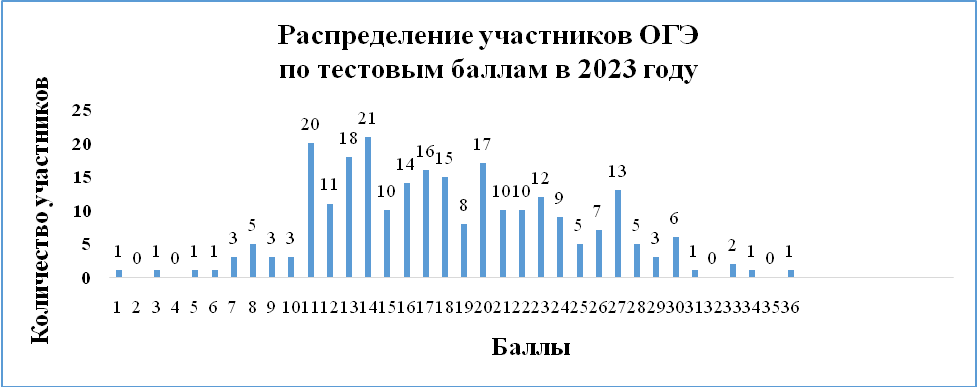 Распределение участников ОГЭ
по тестовым баллам в 2023 году
Количество участников
25
20
15
10
5
0
1 0 1 0 1 1 3 5 3 3 20 11 18 21 10 14 16 15 8 17 10 10 12 9 5 7 13 5 3 6 1 0 2 1 0 1
1 2 3 4 5 6 7 8 9 10 11 12 13 14 15 16 17 18 19 20 21 22 23 24 25 26 27 28 29 30 31 32 33 34 35 36
Баллы